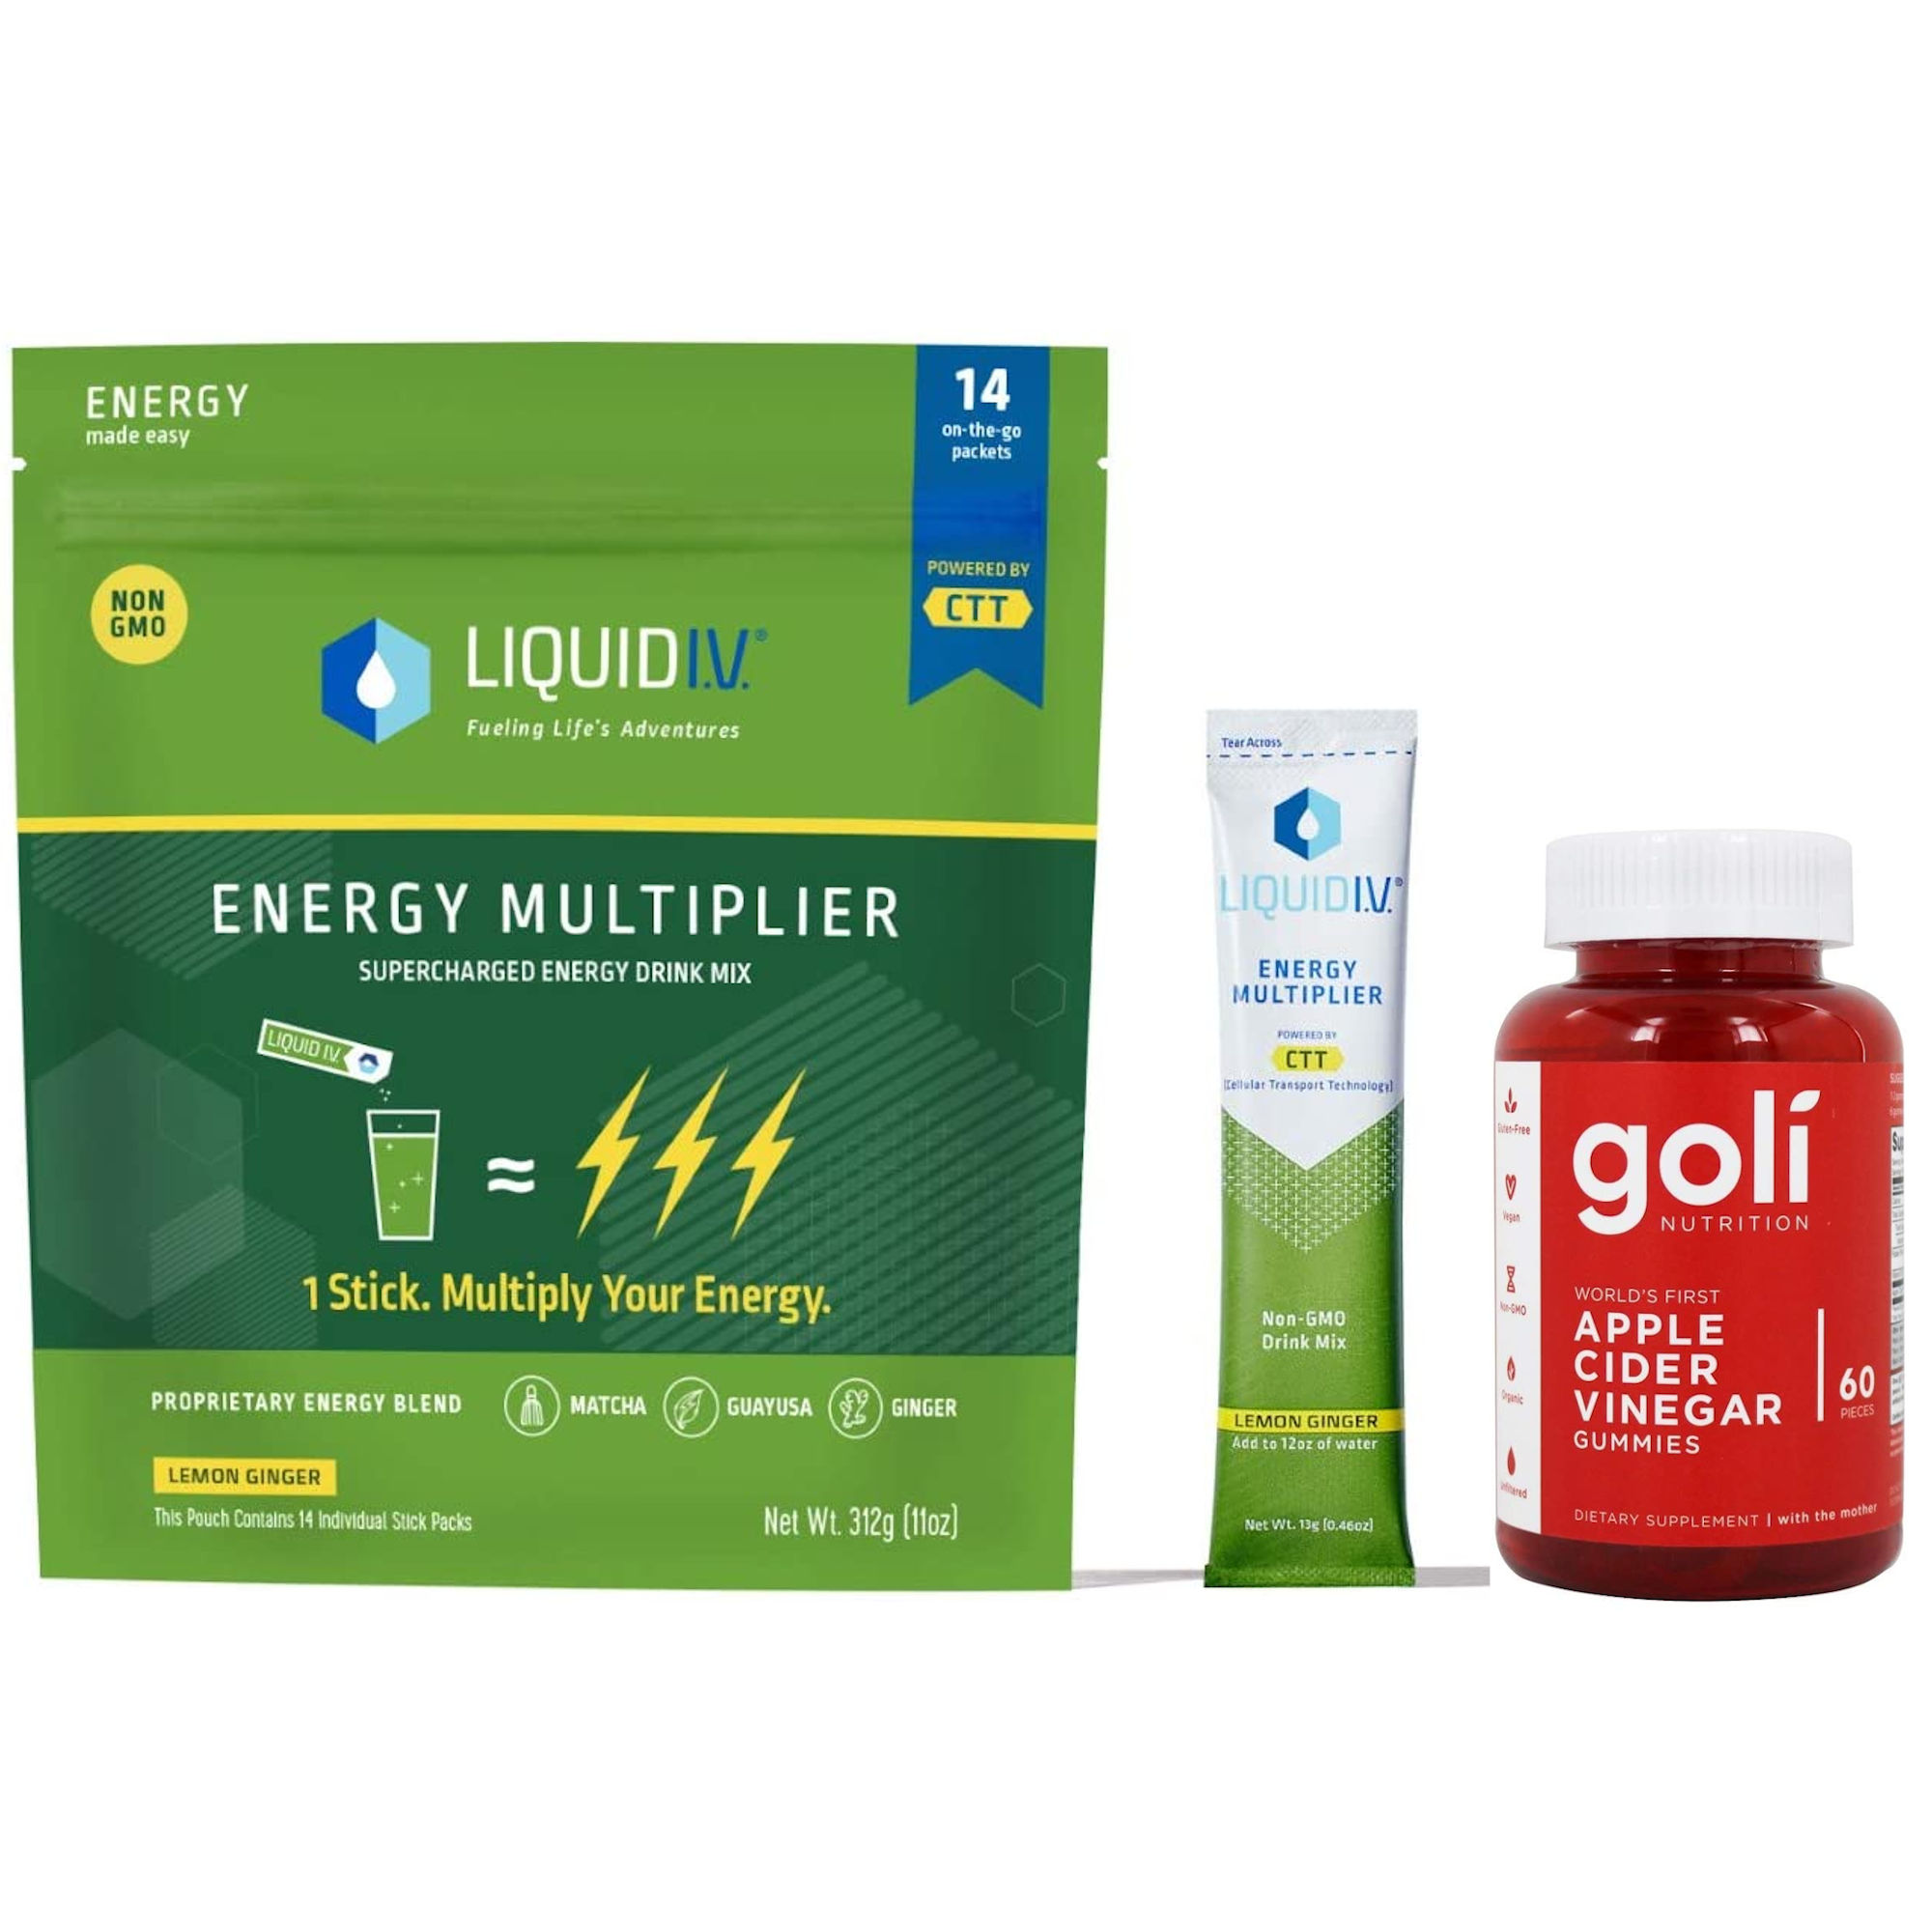 ENERGY
made easy
14
on-the-go
packets
POWERED BY
CTT
NON
GMO
LIQUID I.V.®
Fueling Life's Adventures
ENERGY MULTIPLIER
SUPERCHARGED ENERGY DRINK MIX
LIQUID I.V.
≈
1 Stick. Multiply Your Energy.
PROPRIETARY ENERGY BLEND MATCHA GUAYUSA GINGER
LEMON GINGER
This Pouch Contains 14 Individual Stick Packs
Net Wt. 312g (11oz)
Tear Across
LIQUID I.V.®
ENERGY
MULTIPLIER
POWERED BY
CTT
(Cellular Transport Technology)
Non-GMO
Drink Mix
LEMON GINGER
Add to 12oz of water
Net Wt. 13g (0.46oz)
Gluten-Free
Vegan
Non-GMO
Organic
Unfiltered
goli
NUTRITION
WORLD'S FIRST
APPLE
CIDER
VINEGAR
GUMMIES
60
PIECES
DIETARY SUPPLEMENT | with the mother